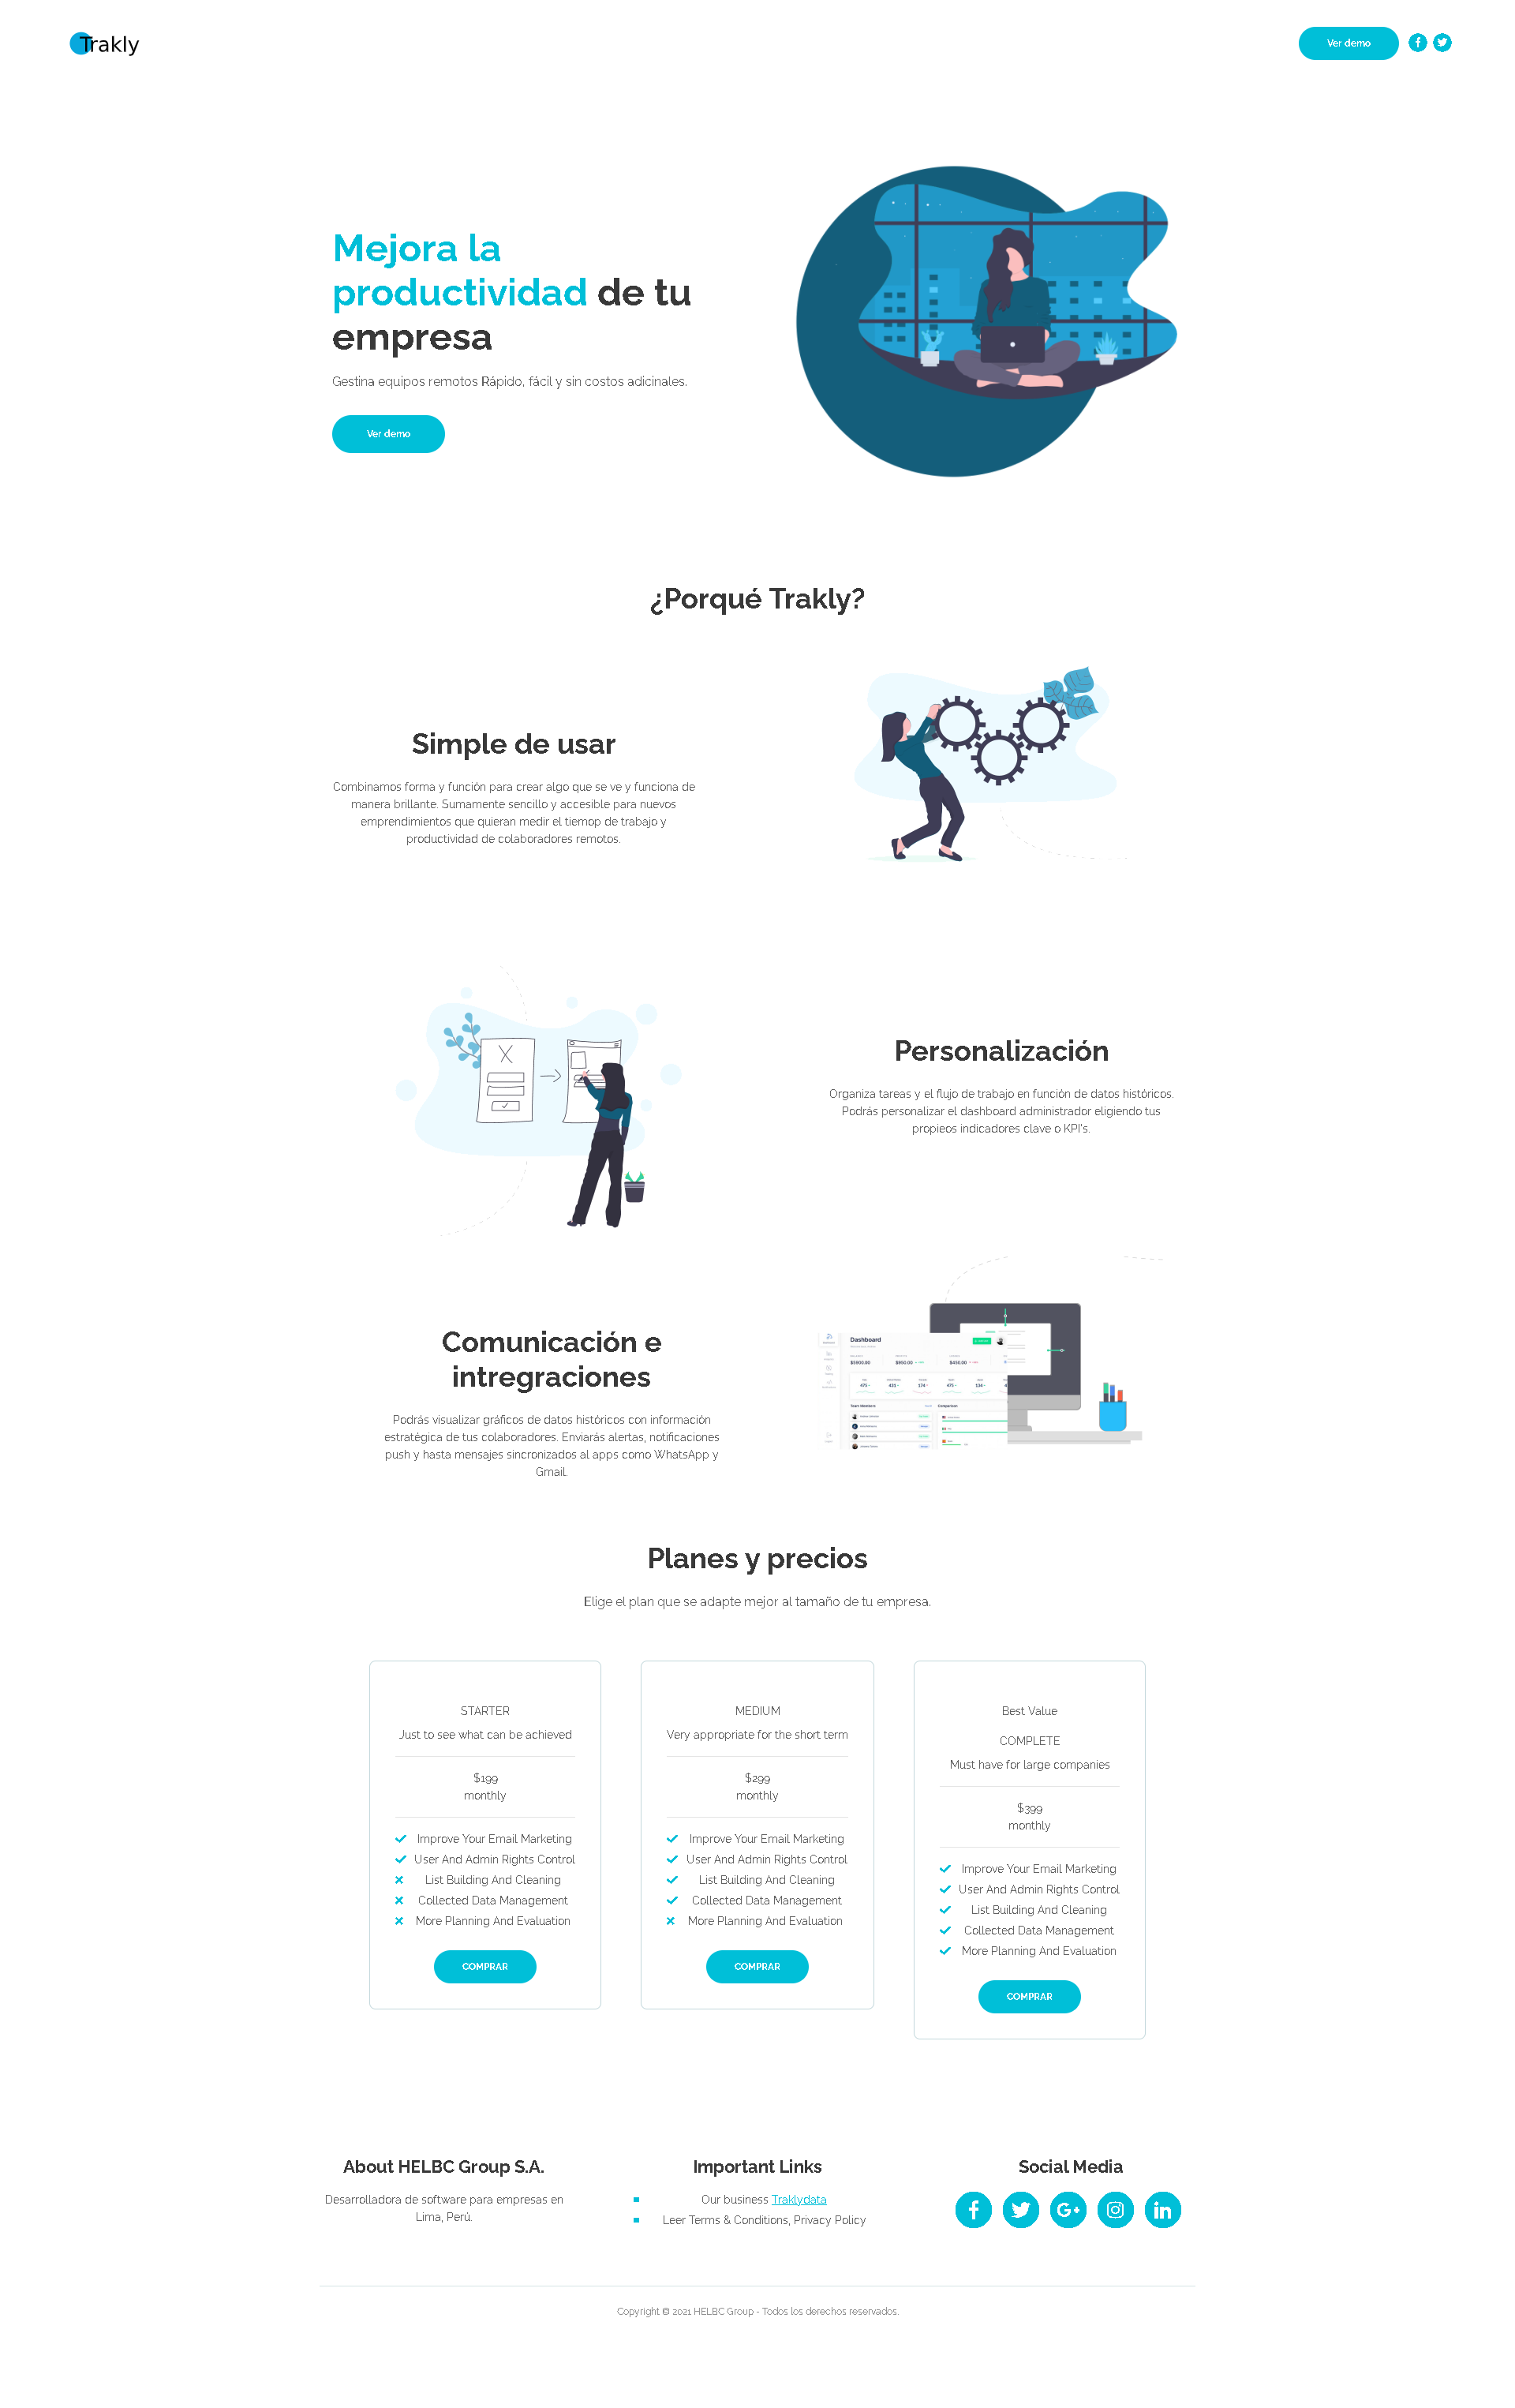 Trakly
Ver demo
Mejora la
productividad de tu
empresa
Gestina equipos remotos Rápido, fácil y sin costos adicinales.
Ver demo
¿Porqué Trakly?
Simple de usar
Combinamos forma y función para crear algo que se ve y funciona de
manera brillante. Sumamente sencillo y accesible para nuevos
emprendimientos que quieran medir el tiemop de trabajo y
productividad de colaboradores remotos.
Personalización
Organiza tareas y el flujo de trabajo en función de datos históricos.
Podrás personalizar el dashboard administrador eligiendo tus
propieos indicadores clave o KPI's.
Comunicación e
intregraciones
Podrás visualizar gráficos de datos históricos con información
estratégica de tus colaboradores. Enviarás alertas, notificaciones
push y hasta mensajes sincronizados al apps como WhatsApp y
Gmail.
Dashboard
$5000.00
$950.00
$450.00
Team Members
Comparison
Planes y precios
Elige el plan que se adapte mejor al tamaño de tu empresa.
STARTER
Just to see what can be achieved
$199
monthly
Improve Your Email Marketing
User And Admin Rights Control
List Building And Cleaning
Collected Data Management
More Planning And Evaluation
COMPRAR
MEDIUM
Very appropriate for the short term
$299
monthly
Improve Your Email Marketing
User And Admin Rights Control
List Building And Cleaning
Collected Data Management
More Planning And Evaluation
COMPRAR
Best Value
COMPLETE
Must have for large companies
$399
monthly
Improve Your Email Marketing
User And Admin Rights Control
List Building And Cleaning
Collected Data Management
More Planning And Evaluation
COMPRAR
About HELBC Group S.A.
Desarrolladora de software para empresas en
Lima, Perú.
Important Links
Our business Traklydata
Leer Terms & Conditions, Privacy Policy
Social Media
Copyright © 2021 HELBC Group - Todos los derechos reservados.